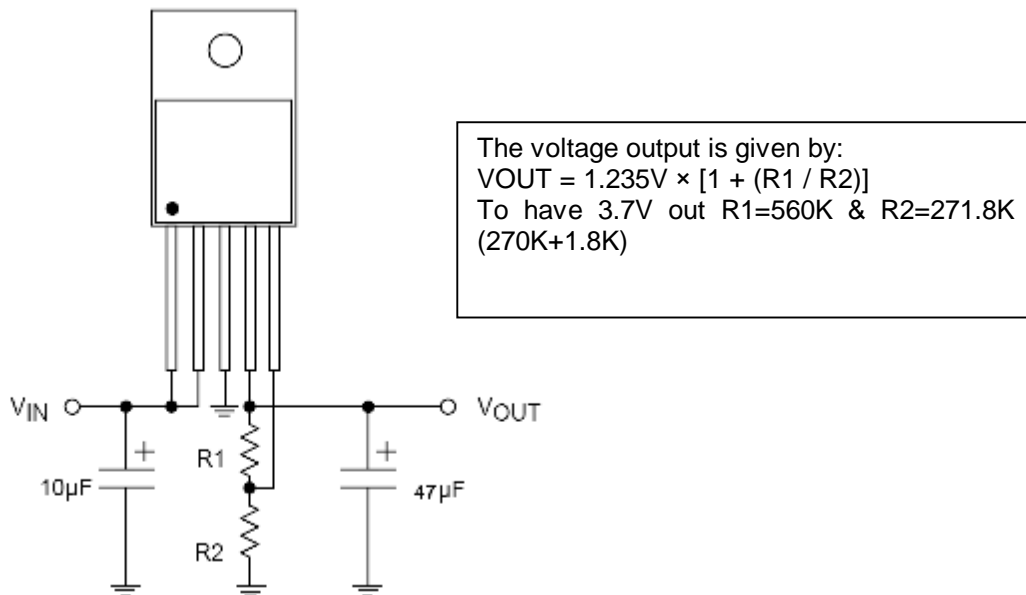 The voltage output is given by:
VOUT = 1.235V × [1 + (R1 / R2)]
To have 3.7V out R1=560K & R2=271.8K
(270K+1.8K)
VIN
VOUT
+
R1
+
10µF
47µF
R2